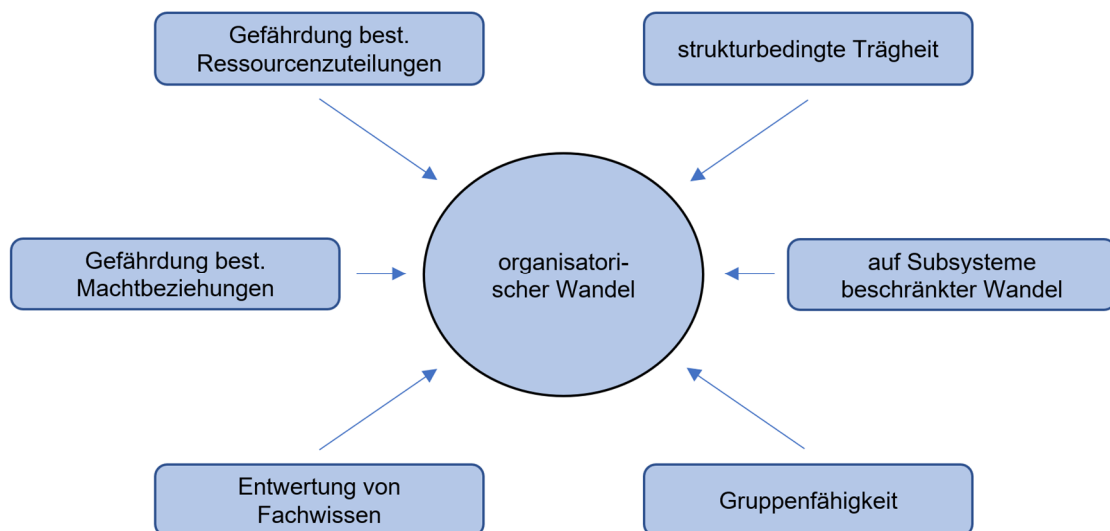 Gefährdung best.
Ressourcenzuteilungen
strukturbedingte Trägheit
Gefährdung best.
Machtbeziehungen
organisatori-
scher Wandel
auf Subsysteme
beschränkter Wandel
Entwertung von
Fachwissen
Gruppenfähigkeit